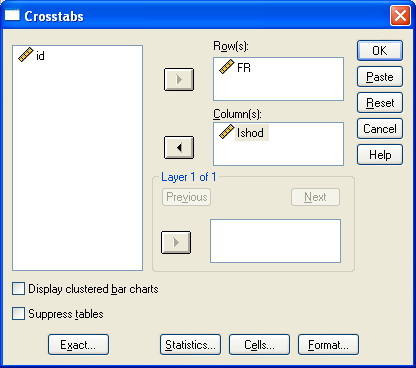 Crosstabs
id
Row(s):
FR
Column(s):
Ishod
Layer 1 of 1
Previous
Next
OK
Paste
Reset
Cancel
Help
Display clustered bar charts
Suppress tables
Exact...
Statistics...
Cells...
Format...